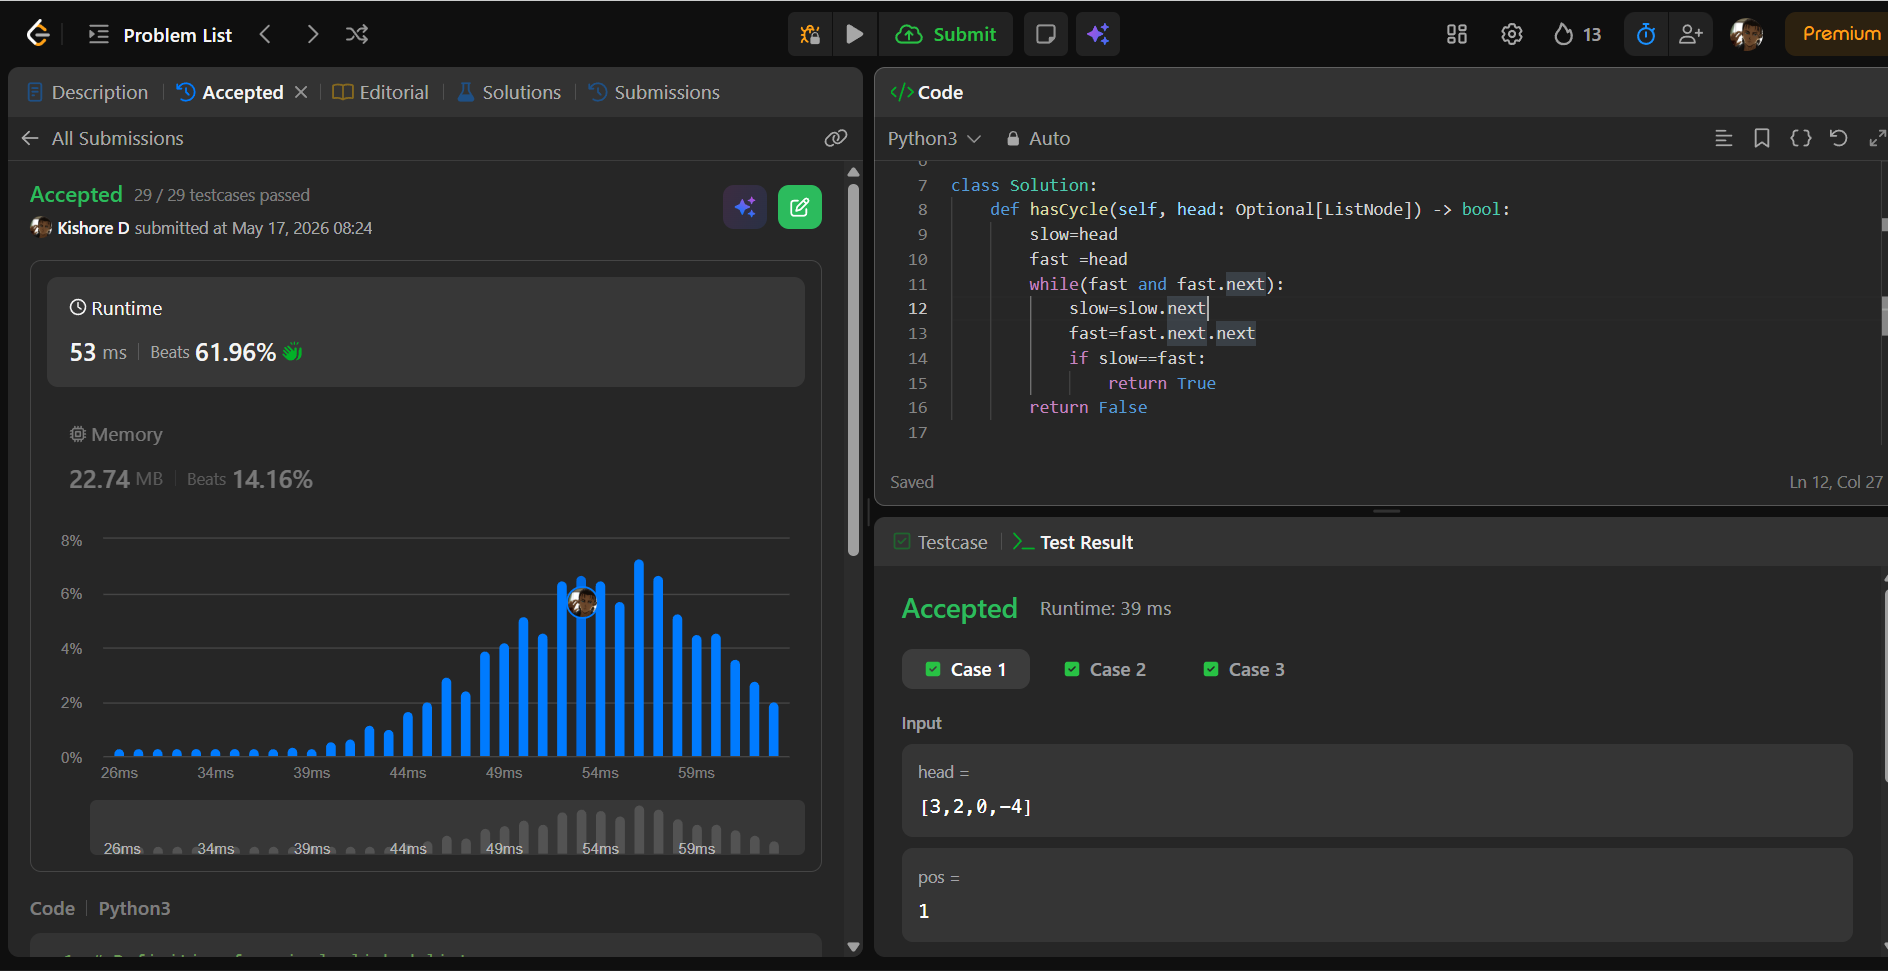 Problem List
Submit
13
Premium
Description
Accepted
Editorial
Solutions
Submissions
All Submissions
Accepted 29 / 29 testcases passed
Kishore D submitted at May 17, 2026 08:24
Runtime
53 ms Beats 61.96%
Memory
22.74 MB Beats 14.16%
8%
6%
4%
2%
0%
26ms 34ms 39ms 44ms 49ms 54ms 59ms
26ms 34ms 39ms 44ms 49ms 54ms 59ms
Code Python3
</> Code
Python3 Auto
7 class Solution:
8 def hasCycle(self, head: Optional[ListNode]) -> bool:
9 slow=head
10 fast =head
11 while(fast and fast.next):
12 slow=slow.next
13 fast=fast.next.next
14 if slow==fast:
15 return True
16 return False
17
Saved
Ln 12, Col 27
Testcase
Test Result
Accepted Runtime: 39 ms
Case 1 Case 2 Case 3
Input
head =
[3,2,0,-4]
pos =
1